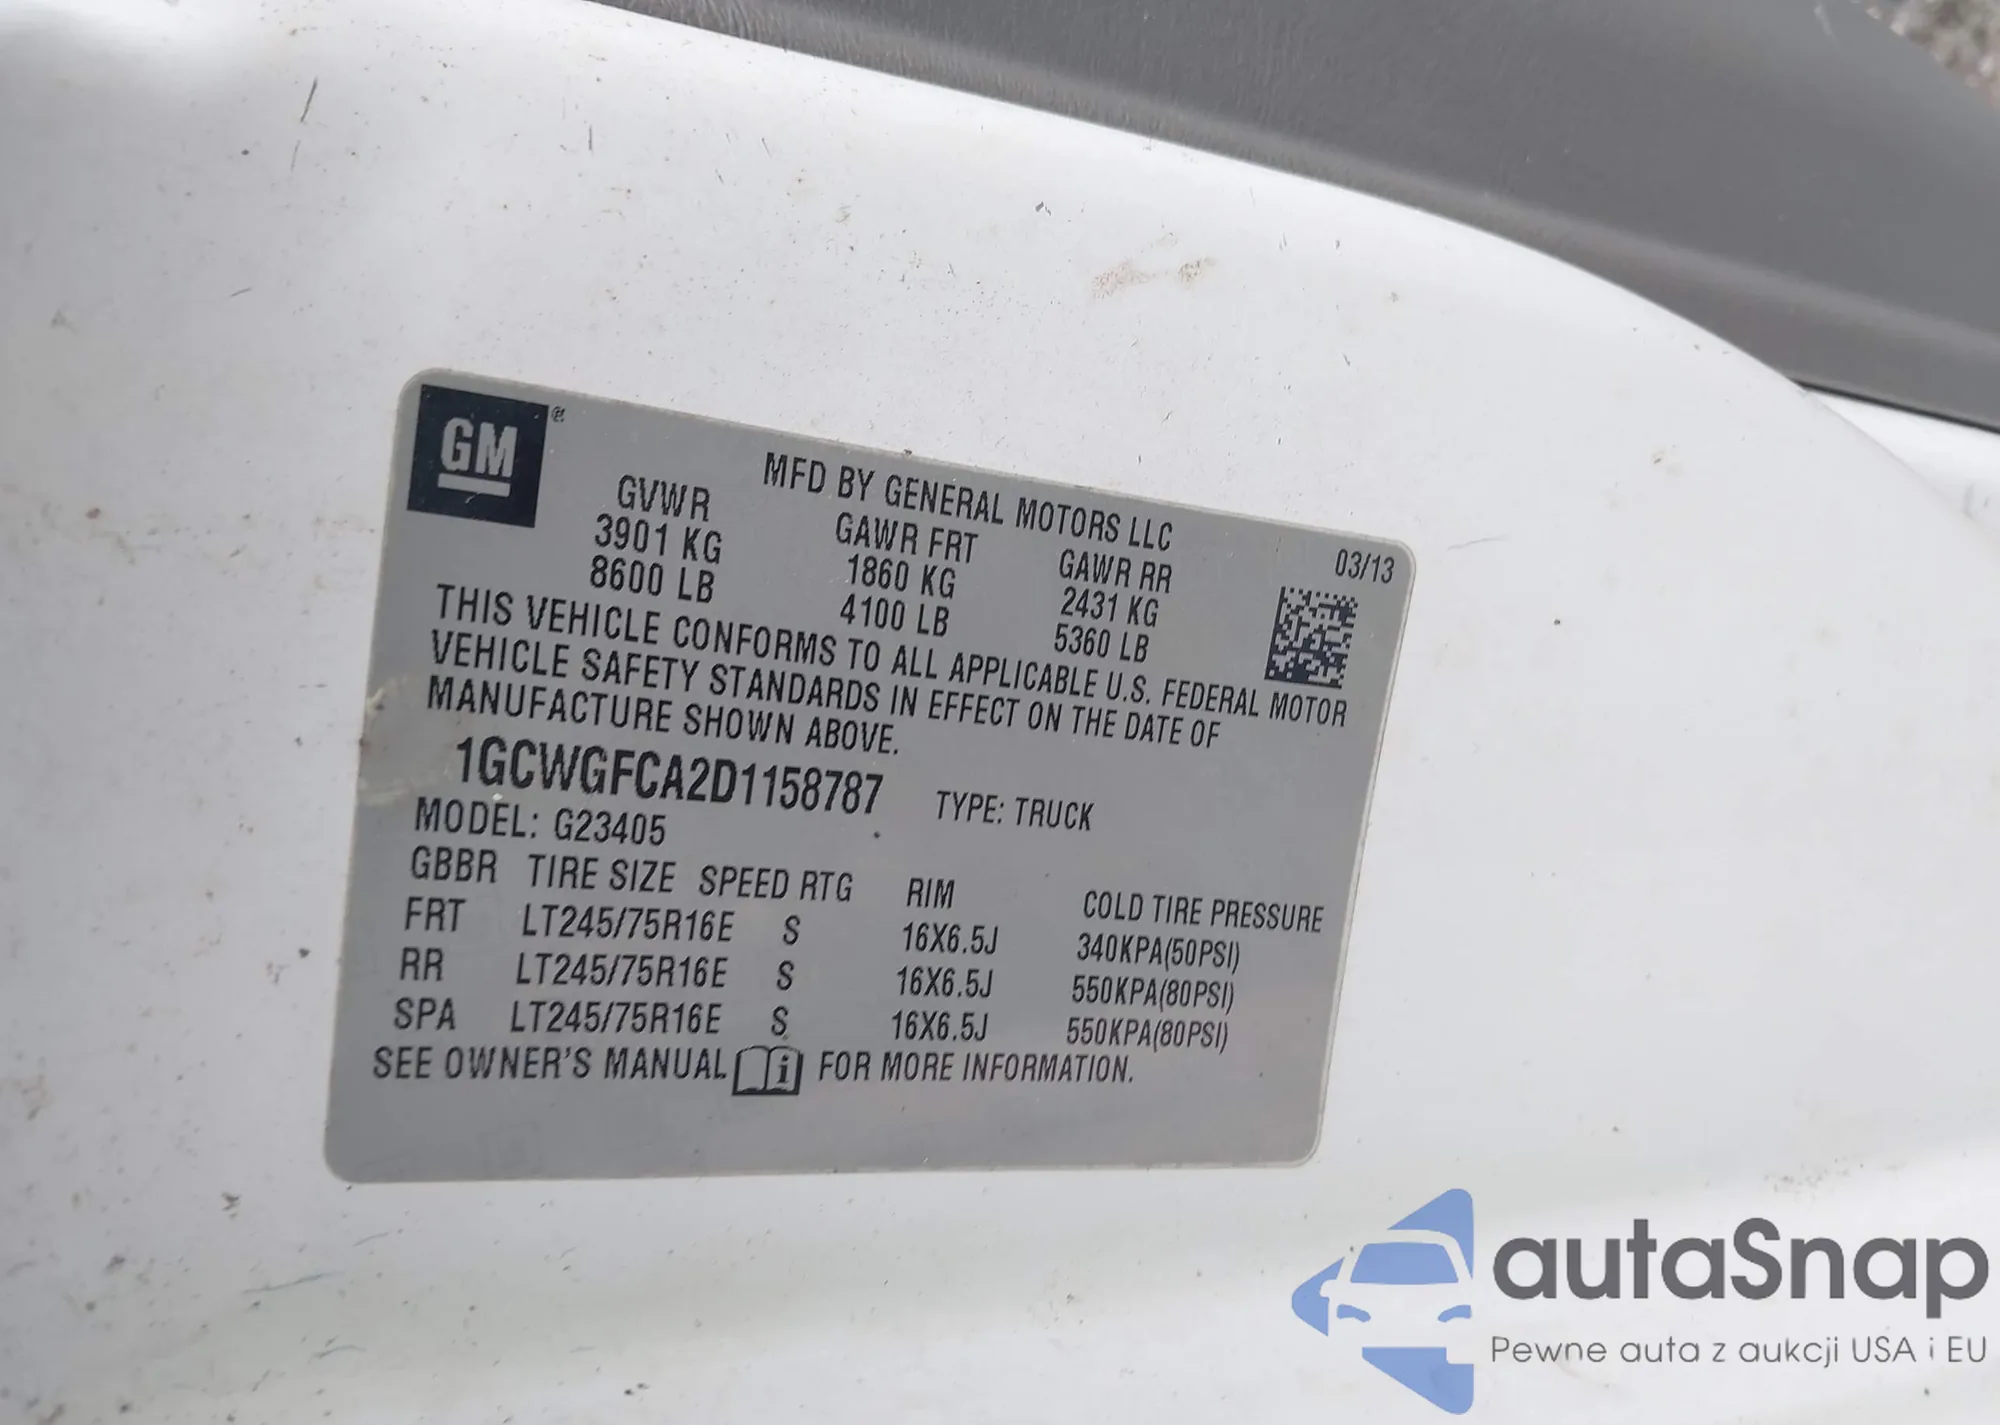 GM ®
MFD BY GENERAL MOTORS LLC
GVWR GAWR FRT GAWR RR 03/13
3901 KG 1860 KG 2431 KG
8600 LB 4100 LB 5360 LB
THIS VEHICLE CONFORMS TO ALL APPLICABLE U.S. FEDERAL MOTOR
VEHICLE SAFETY STANDARDS IN EFFECT ON THE DATE OF
MANUFACTURE SHOWN ABOVE.
1GCWGFCA2D1158787 TYPE: TRUCK
MODEL: G23405
GBBR TIRE SIZE SPEED RTG RIM COLD TIRE PRESSURE
FRT LT245/75R16E S 16X6.5J 340KPA(50PSI)
RR LT245/75R16E S 16X6.5J 550KPA(80PSI)
SPA LT245/75R16E S 16X6.5J 550KPA(80PSI)
SEE OWNER'S MANUAL i FOR MORE INFORMATION.
autaSnap
Pewne auta z aukcji USA i EU